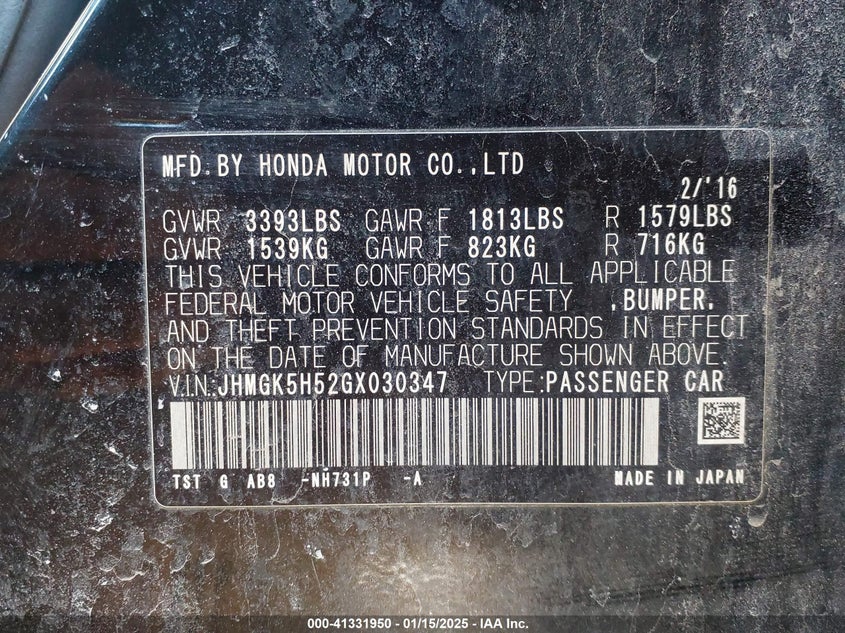 MFD. BY HONDA MOTOR CO., LTD
2/'16
GVWR 3393LBS GAWR F 1813LBS R 1579LBS
GVWR 1539KG GAWR F 823KG R 716KG
THIS VEHICLE CONFORMS TO ALL APPLICABLE
FEDERAL MOTOR VEHICLE SAFETY ,BUMPER,
AND THEFT PREVENTION STANDARDS IN EFFECT
ON THE DATE OF MANUFACTURE SHOWN ABOVE.
V.I.N:JHMGK5H52GX030347 TYPE:PASSENGER CAR
TST G AB8 -NH731P -A MADE IN JAPAN
000-41331950 - 01/15/2025 - IAA Inc.